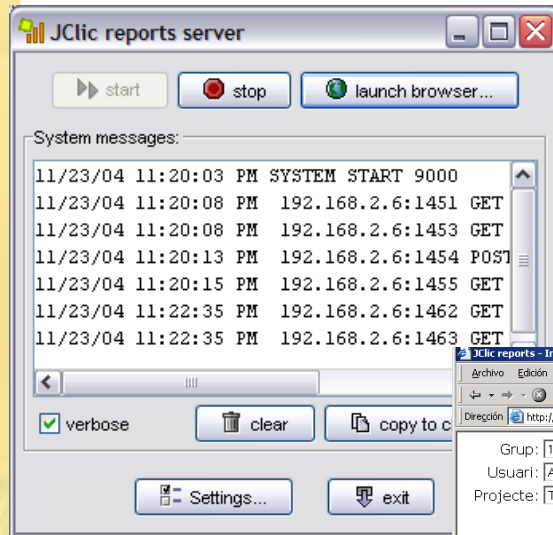 JClic reports server
start
stop
launch browser...
System messages:
11/23/04 11:20:03 PM SYSTEM START 9000
11/23/04 11:20:08 PM 192.168.2.6:1451 GET
11/23/04 11:20:08 PM 192.168.2.6:1453 GET
11/23/04 11:20:13 PM 192.168.2.6:1454 POST
11/23/04 11:20:15 PM 192.168.2.6:1455 GET
11/23/04 11:22:35 PM 192.168.2.6:1462 GET
11/23/04 11:22:35 PM 192.168.2.6:1463 GET
verbose
clear
copy to c
Settings...
exit
JClic reports - In
Archivo Edición
Dirección http://
Grup: 1
Usuari: A
Projecte: T